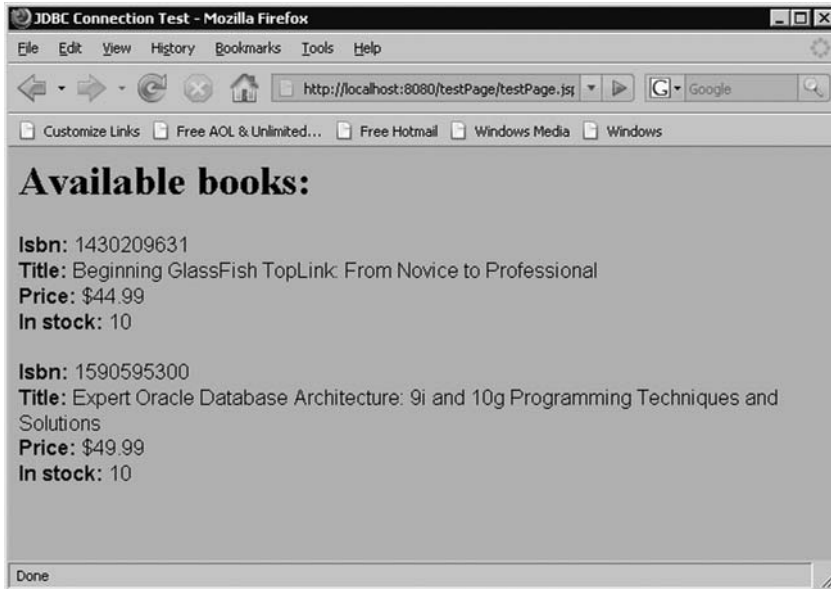 JDBC Connection Test - Mozilla Firefox
File Edit View History Bookmarks Tools Help
http://localhost:8080/testPage/testPage.jsp G Google
Customize Links Free AOL & Unlimited... Free Hotmail Windows Media Windows
Available books:
Isbn: 1430209631
Title: Beginning GlassFish TopLink: From Novice to Professional
Price: $44.99
In stock: 10
Isbn: 1590595300
Title: Expert Oracle Database Architecture: 9i and 10g Programming Techniques and
Solutions
Price: $49.99
In stock: 10
Done